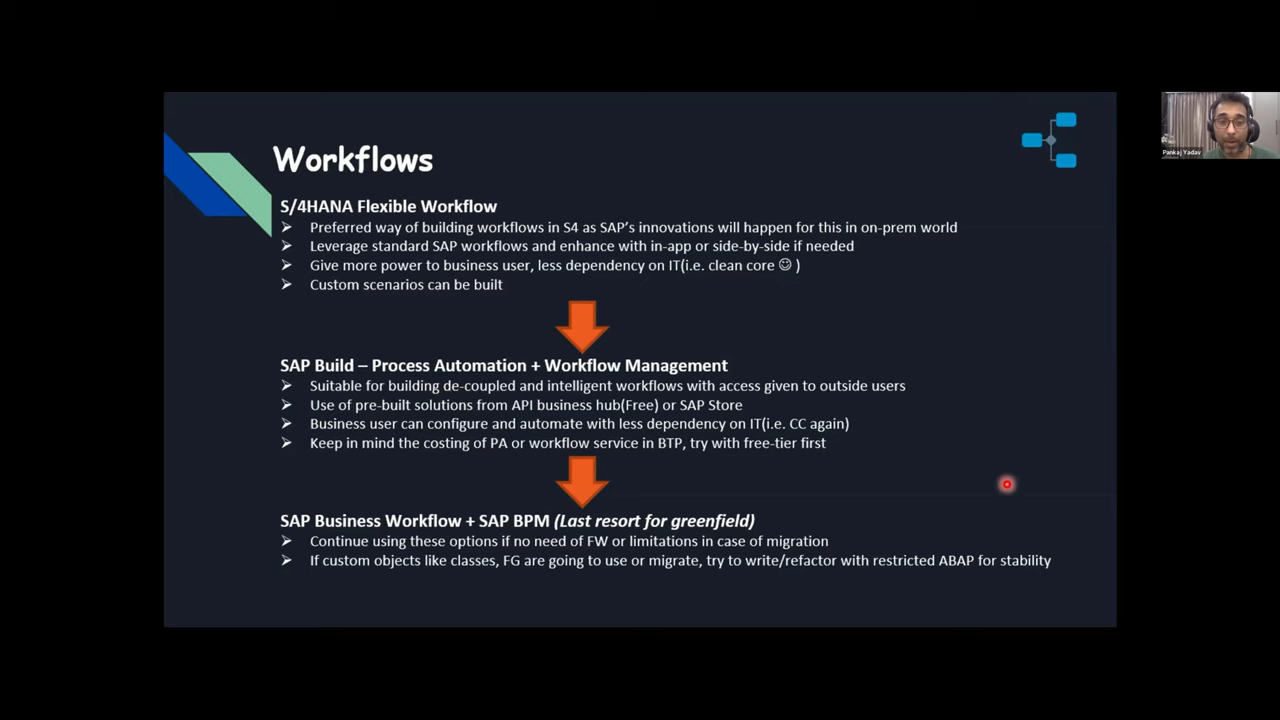 Workflows
S/4HANA Flexible Workflow
Preferred way of building workflows in S4 as SAP's innovations will happen for this in on-prem world
Leverage standard SAP workflows and enhance with in-app or side-by-side if needed
Give more power to business user, less dependency on IT(i.e. clean core ☺ )
Custom scenarios can be built
SAP Build – Process Automation + Workflow Management
Suitable for building de-coupled and intelligent workflows with access given to outside users
Use of pre-built solutions from API business hub(Free) or SAP Store
Business user can configure and automate with less dependency on IT(i.e. CC again)
Keep in mind the costing of PA or workflow service in BTP, try with free-tier first
SAP Business Workflow + SAP BPM (Last resort for greenfield)
Continue using these options if no need of FW or limitations in case of migration
If custom objects like classes, FG are going to use or migrate, try to write/refactor with restricted ABAP for stability
Pankaj Yadav